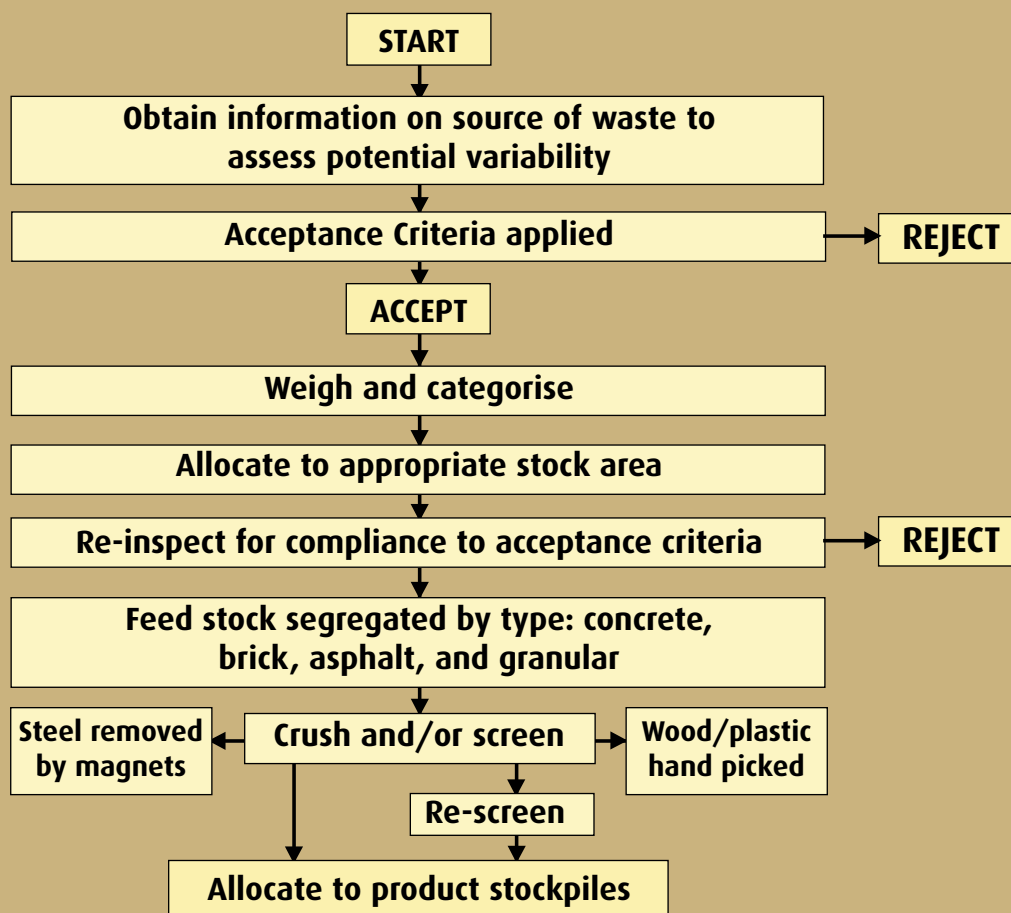 START
Obtain information on source of waste to
assess potential variability
Acceptance Criteria applied
REJECT
ACCEPT
Weigh and categorise
Allocate to appropriate stock area
Re-inspect for compliance to acceptance criteria
REJECT
Feed stock segregated by type: concrete,
brick, asphalt, and granular
Steel removed
by magnets
Crush and/or screen
Wood/plastic
hand picked
Re-screen
Allocate to product stockpiles